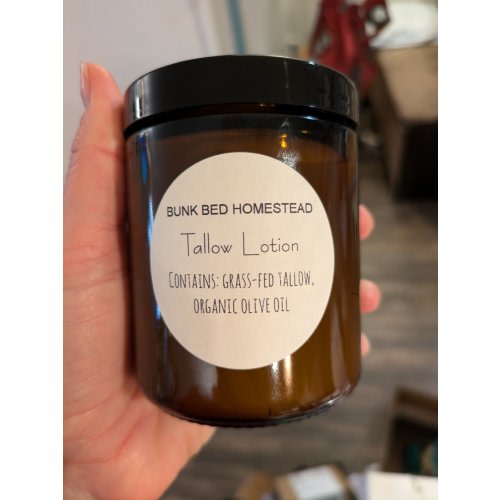 BUNK BED HOMESTEAD
Tallow Lotion
CONTAINS: GRASS-FED TALLOW,
ORGANIC OLIVE OIL